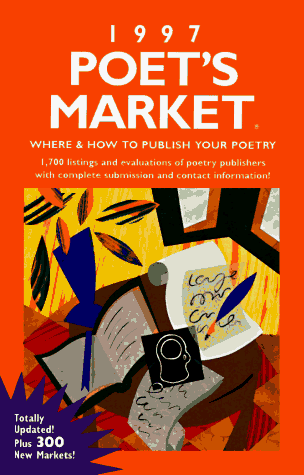 1997
POET'S
MARKET®
WHERE & HOW TO PUBLISH YOUR POETRY
1,700 listings and evaluations of poetry publishers
with complete submission and contact information!
Totally
Updated!
Plus 300
New Markets!